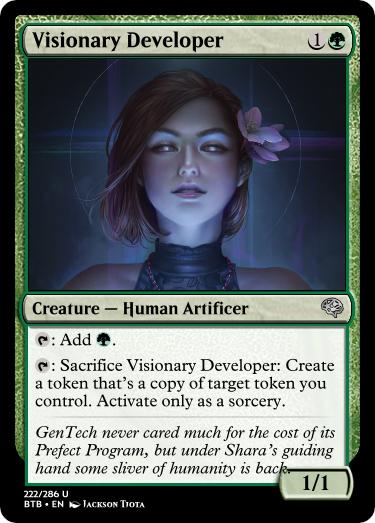 Visionary Developer 1
Creature — Human Artificer
: Add .
: Sacrifice Visionary Developer: Create
a token that's a copy of target token you
control. Activate only as a sorcery.
GenTech never cared much for the cost of its
Prefect Program, but under Shara's guiding
hand some sliver of humanity is back.
1/1
222/286 U
BTB • EN Jackson Tjota